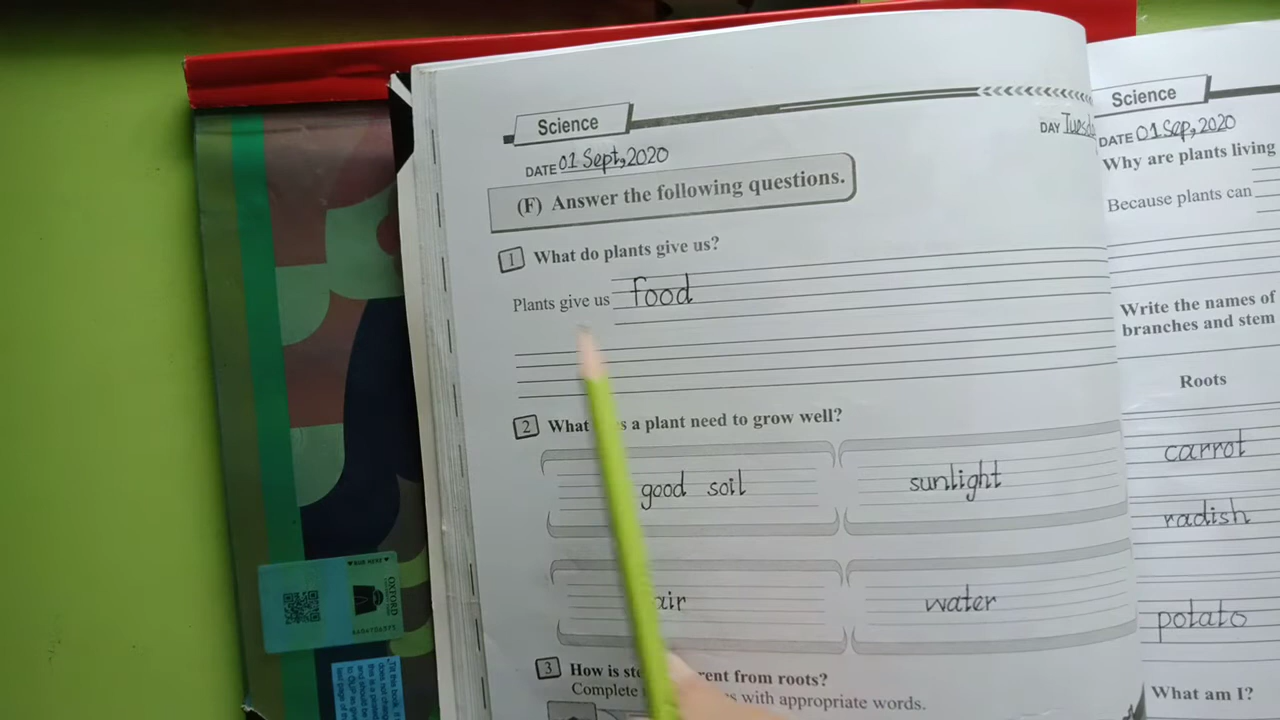 Science
DAY Tuesda
DATE 01 Sept, 2020
(F) Answer the following questions.
1 What do plants give us?
Plants give us food
2 What a plant need to grow well?
good soil
sunlight
air
water
3 How is from roots?
Complete with appropriate words.
Science
DATE 01 Sep, 2020
Why are plants living
Because plants can
Write the names of
branches and stem
Roots
carrot
radish
potato
What am I?
OXFORD